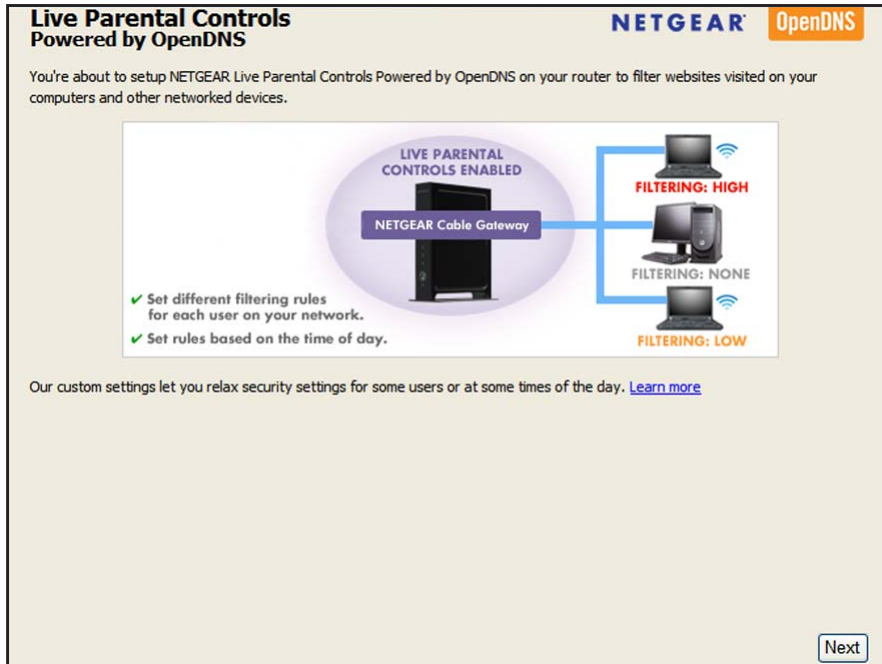 Live Parental Controls
Powered by OpenDNS
NETGEAR
OpenDNS
You're about to setup NETGEAR Live Parental Controls Powered by OpenDNS on your router to filter websites visited on your
computers and other networked devices.
LIVE PARENTAL
CONTROLS ENABLED
NETGEAR Cable Gateway
FILTERING: HIGH
FILTERING: NONE
FILTERING: LOW
✓ Set different filtering rules
for each user on your network.
✓ Set rules based on the time of day.
Our custom settings let you relax security settings for some users or at some times of the day. Learn more
Next